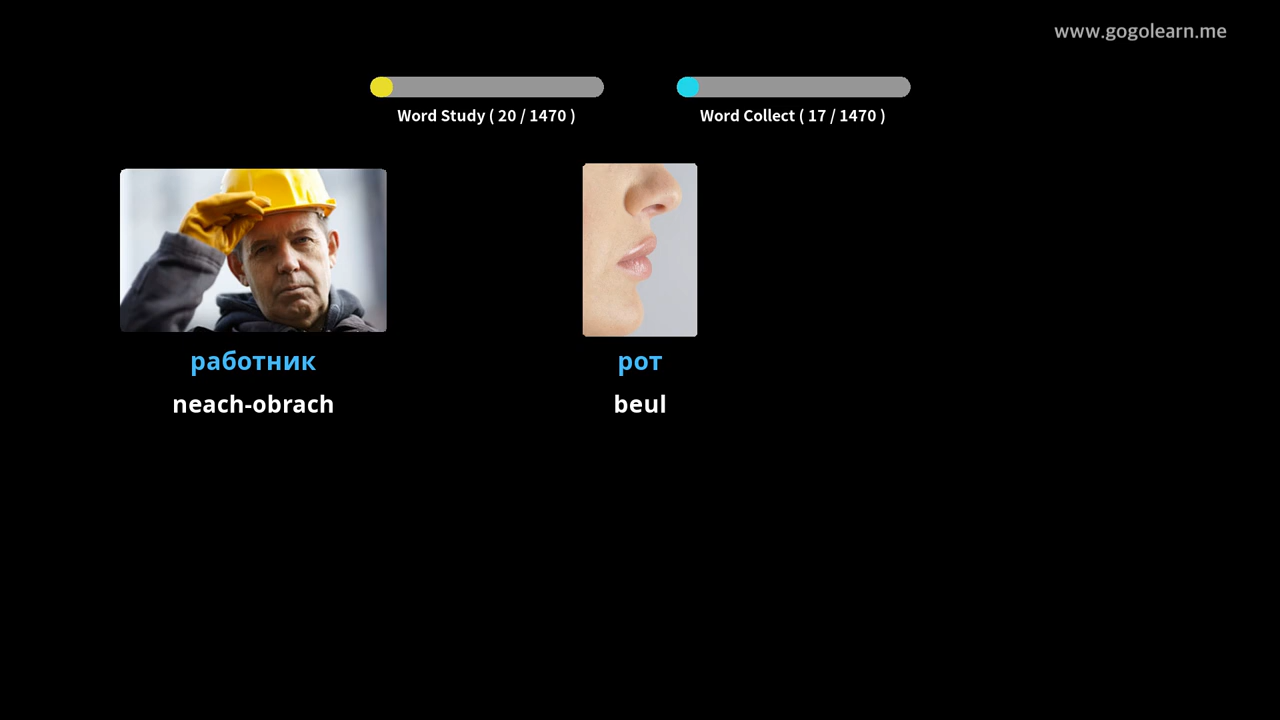 www.gogolearn.me
Word Study ( 20 / 1470 )
Word Collect ( 17 / 1470 )
работник
neach-obrach
рот
beul